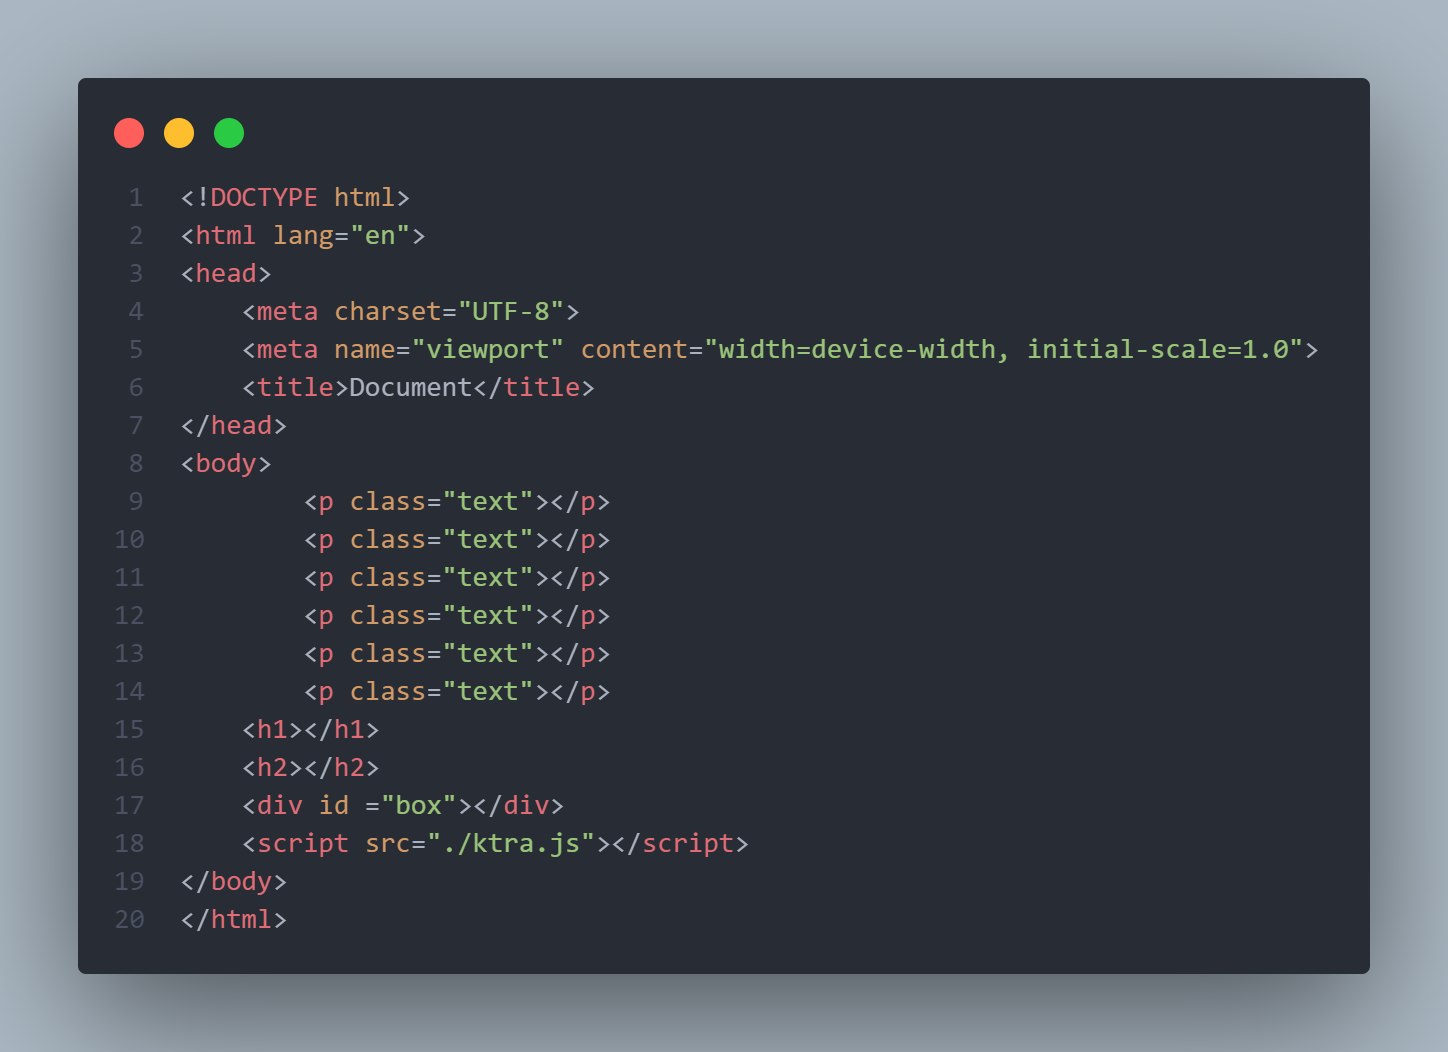 1 <!DOCTYPE html>
2 <html lang="en">
3 <head>
4     <meta charset="UTF-8">
5     <meta name="viewport" content="width=device-width, initial-scale=1.0">
6     <title>Document</title>
7 </head>
8 <body>
9         <p class="text"></p>
10         <p class="text"></p>
11         <p class="text"></p>
12         <p class="text"></p>
13         <p class="text"></p>
14         <p class="text"></p>
15     <h1></h1>
16     <h2></h2>
17     <div id ="box"></div>
18     <script src="./ktra.js"></script>
19 </body>
20 </html>